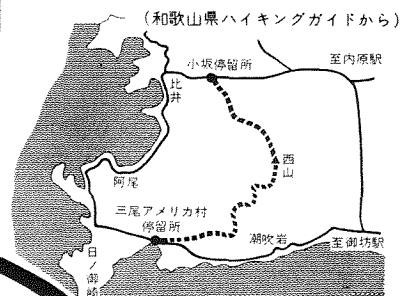 (和歌山県ハイキングガイドから)
小坂停留所
至内原駅
比井
西山
阿尾
三尾アメリカ村
停留所
潮吹岩
至御坊駅
日ノ御崎